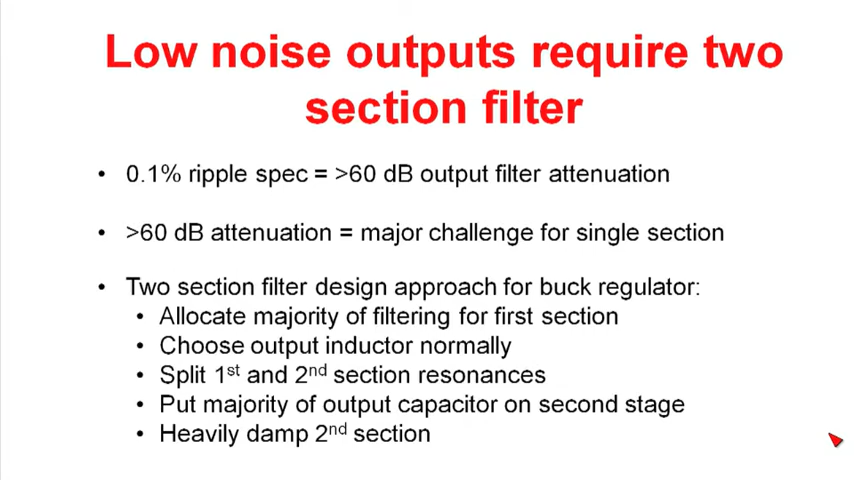 Low noise outputs require two
section filter
• 0.1% ripple spec = >60 dB output filter attenuation
• >60 dB attenuation = major challenge for single section
• Two section filter design approach for buck regulator:
• Allocate majority of filtering for first section
• Choose output inductor normally
• Split 1st and 2nd section resonances
• Put majority of output capacitor on second stage
• Heavily damp 2nd section